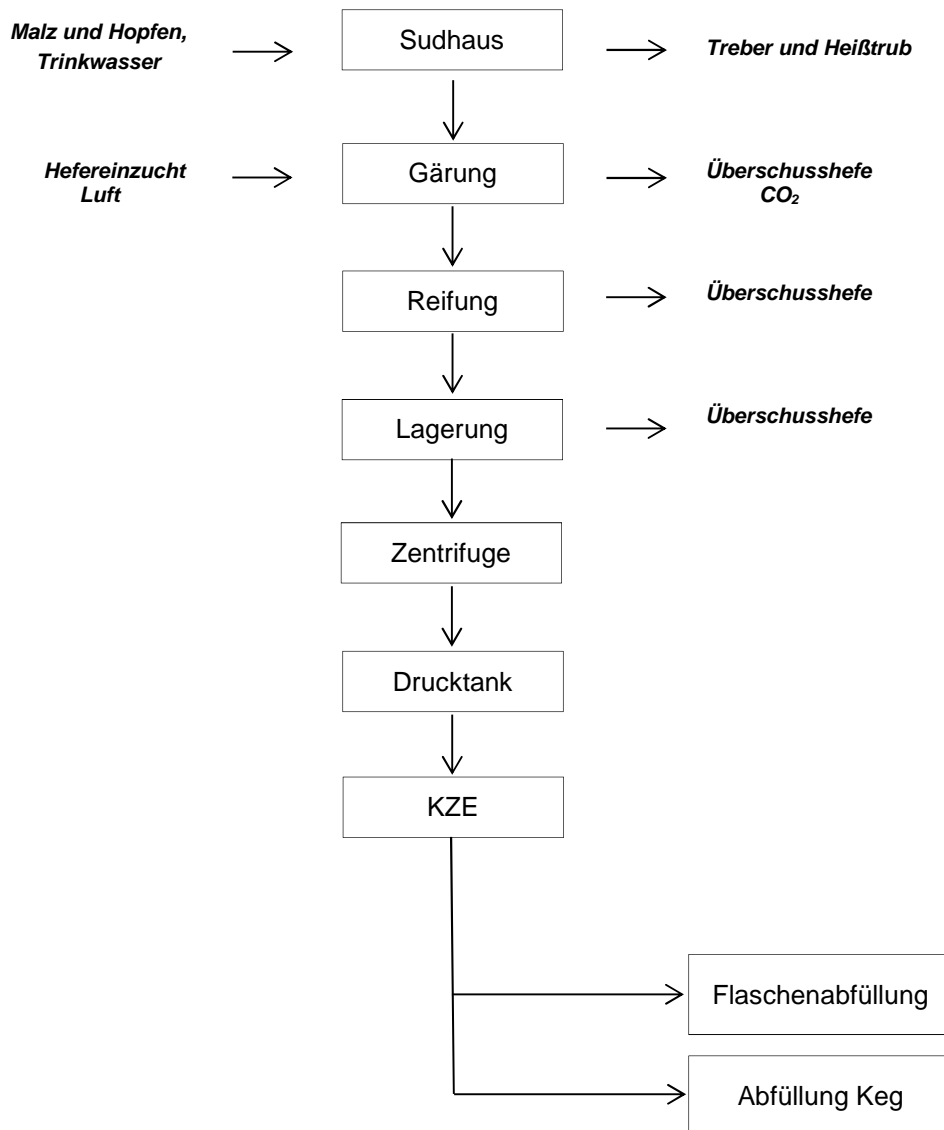 Malz und Hopfen,
Trinkwasser
Sudhaus
Treber und Heißtrub
Hefereinzucht
Luft
Gärung
Überschusshefe
CO₂
Reifung
Überschusshefe
Lagerung
Überschusshefe
Zentrifuge
Drucktank
KZE
Flaschenabfüllung
Abfüllung Keg